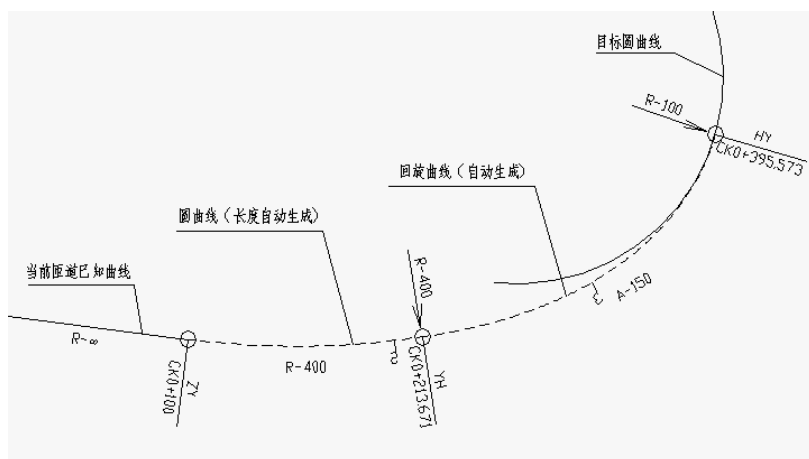 目标圆曲线
R-100
HY
CK0+395.573
回旋曲线(自动生成)
圆曲线(长度自动生成)
R-400
当前匝道已知曲线
A-150
R-∞
R-400
ZY
CK0+100
YH
CK0+213.671